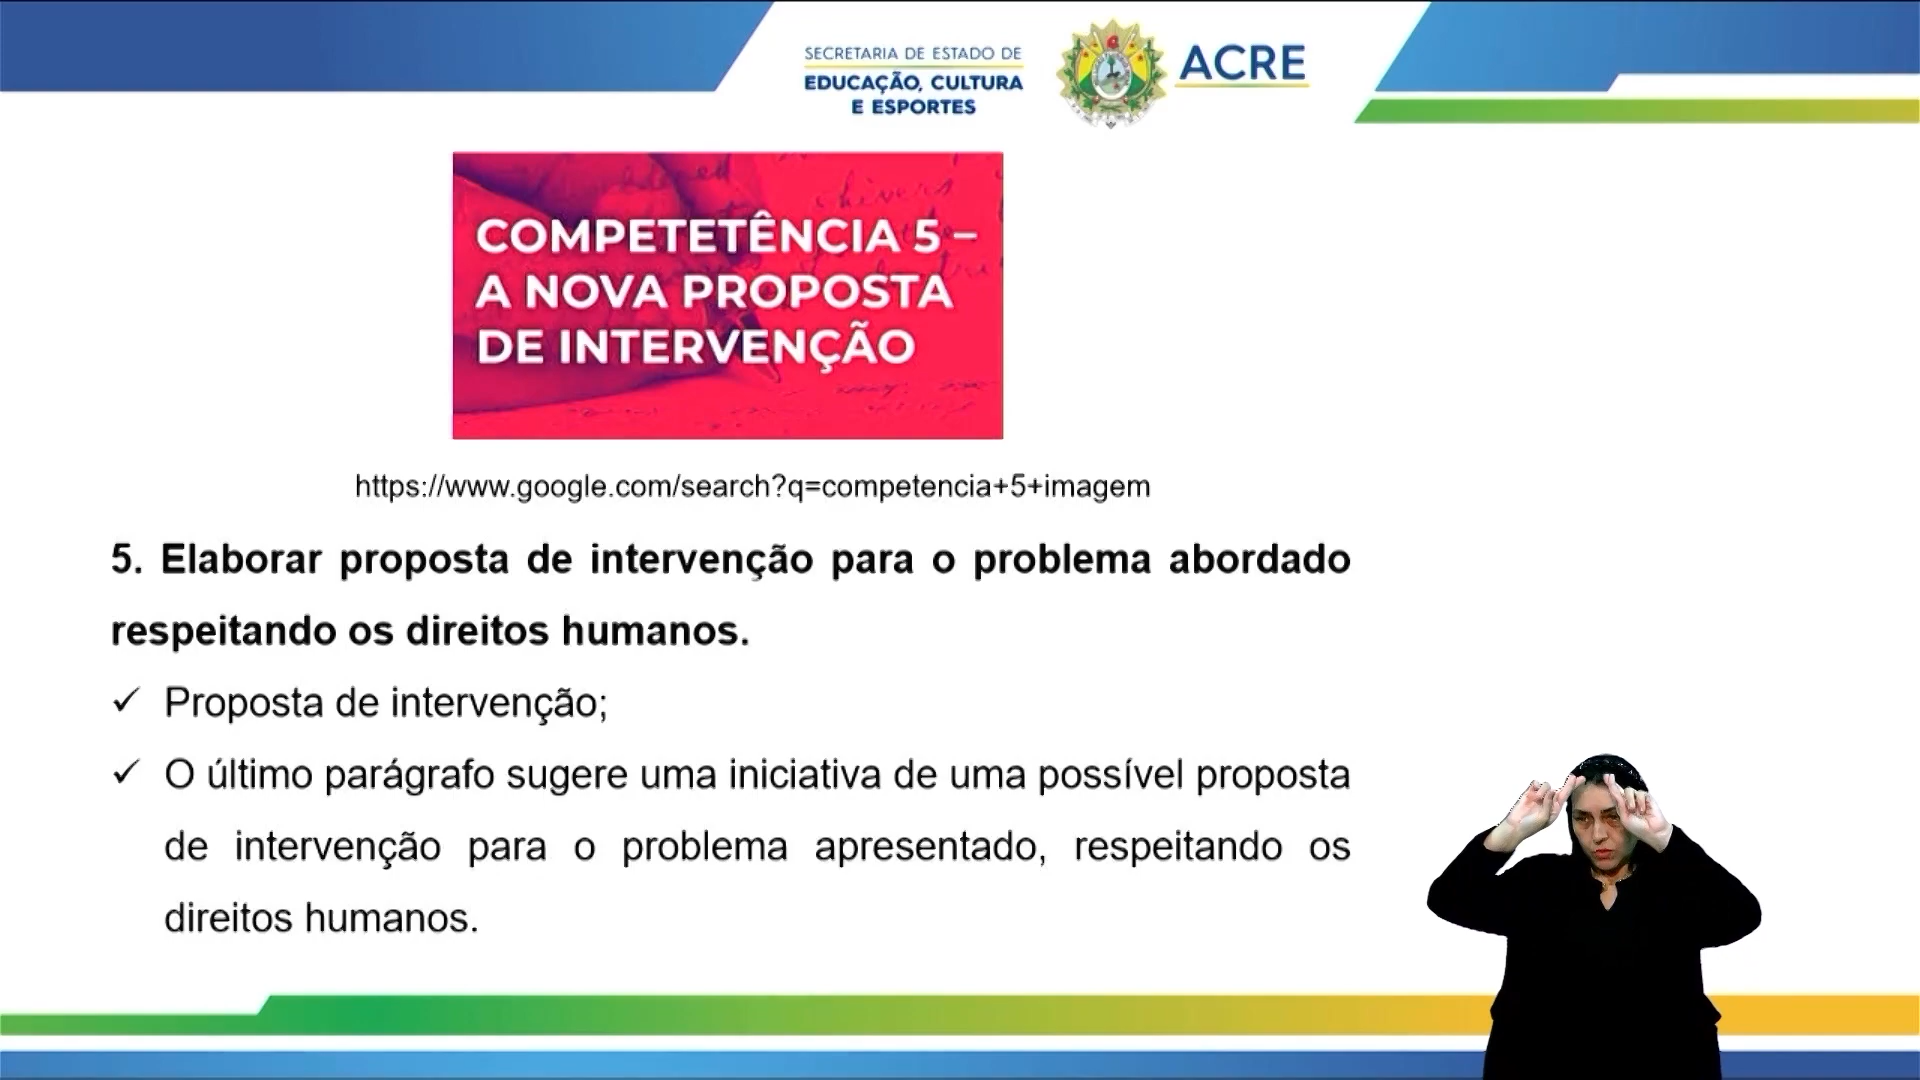 SECRETARIA DE ESTADO DE
EDUCAÇÃO, CULTURA
E ESPORTES
ACRE
COMPETETÊNCIA 5 –
A NOVA PROPOSTA
DE INTERVENÇÃO
https://www.google.com/search?q=competencia+5+imagem
5. Elaborar proposta de intervenção para o problema abordado
respeitando os direitos humanos.
✓ Proposta de intervenção;
✓ O último parágrafo sugere uma iniciativa de uma possível proposta
de intervenção para o problema apresentado, respeitando os
direitos humanos.